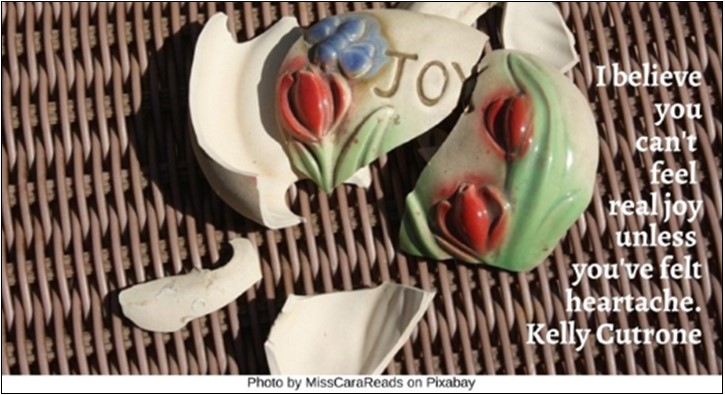 JOY
I believe
you
can't
feel
real joy
unless
you've felt
heartache.
Kelly Cutrone
Photo by MissCaraReads on Pixabay